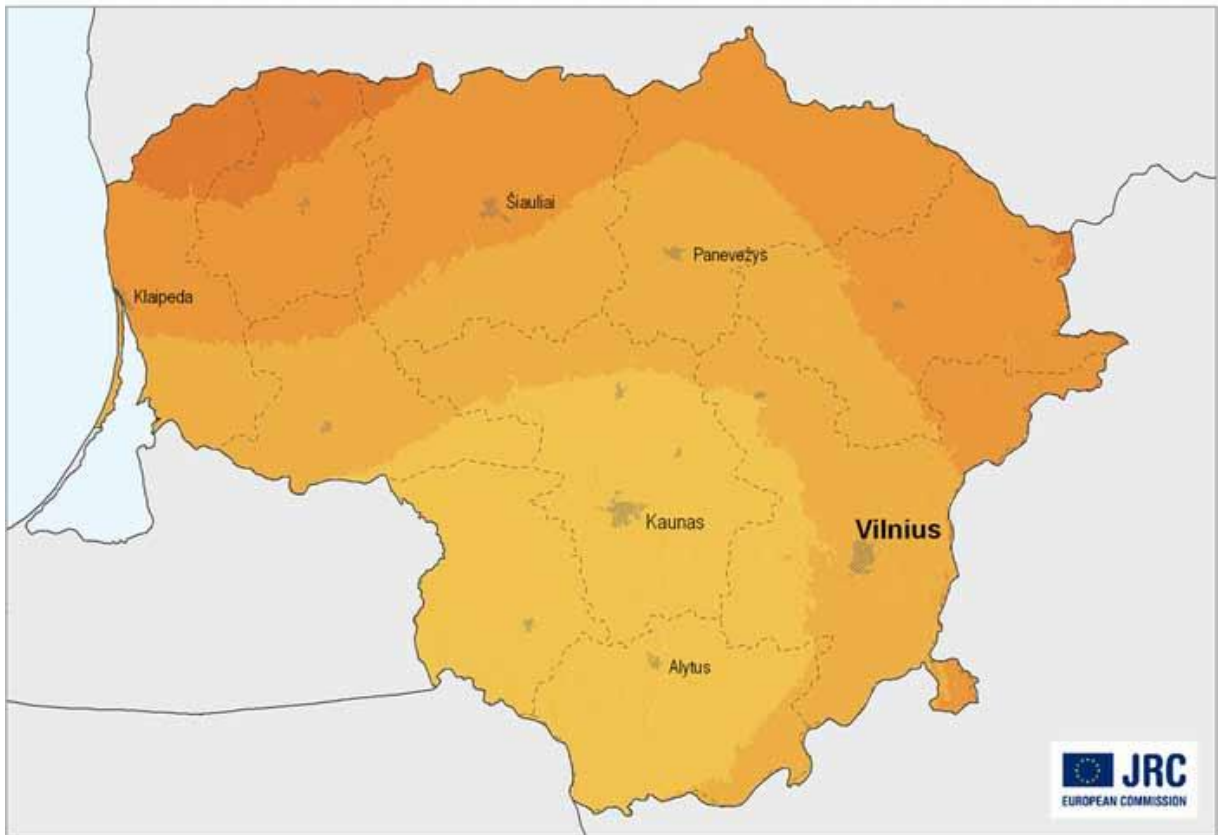 Šiauliai
Panevėžys
Klaipeda
Kaunas
Vilnius
Alytus
JRC
EUROPEAN COMMISSION